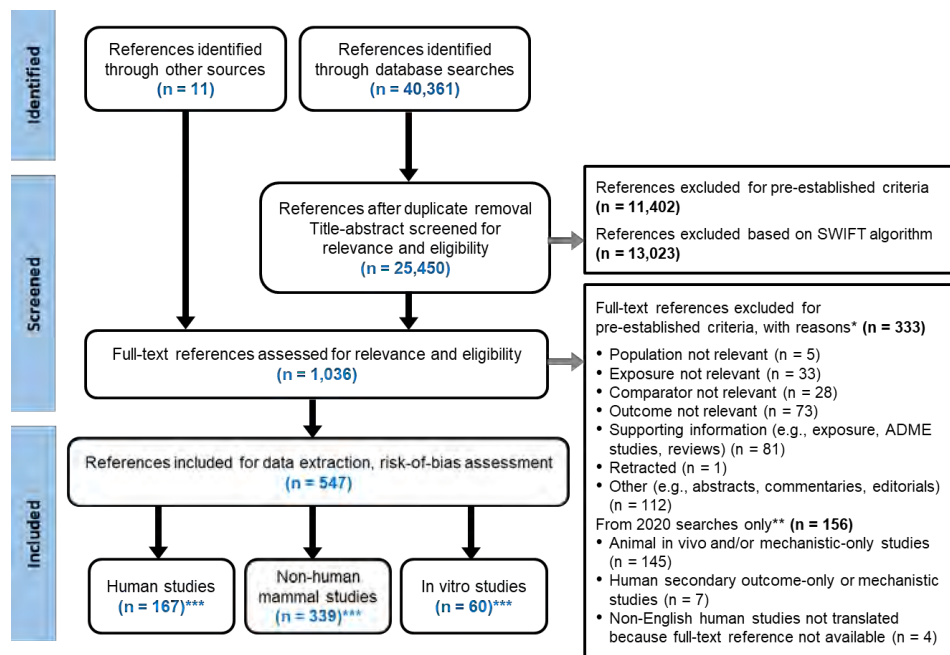 Identified
References identified
through other sources
(n = 11)
References identified
through database searches
(n = 40,361)
Screened
References after duplicate removal
Title-abstract screened for
relevance and eligibility
(n = 25,450)
References excluded for pre-established criteria
(n = 11,402)
References excluded based on SWIFT algorithm
(n = 13,023)
Full-text references assessed for relevance and eligibility
(n = 1,036)
Full-text references excluded for
pre-established criteria, with reasons* (n = 333)
• Population not relevant (n = 5)
• Exposure not relevant (n = 33)
• Comparator not relevant (n = 28)
• Outcome not relevant (n = 73)
• Supporting information (e.g., exposure, ADME
studies, reviews) (n = 81)
• Retracted (n = 1)
• Other (e.g., abstracts, commentaries, editorials)
(n = 112)
From 2020 searches only** (n = 156)
• Animal in vivo and/or mechanistic-only studies
(n = 145)
• Human secondary outcome-only or mechanistic
studies (n = 7)
• Non-English human studies not translated
because full-text reference not available (n = 4)
Included
References included for data extraction, risk-of-bias assessment
(n = 547)
Human studies
(n = 167)***
Non-human
mammal studies
(n = 339)***
In vitro studies
(n = 60)***